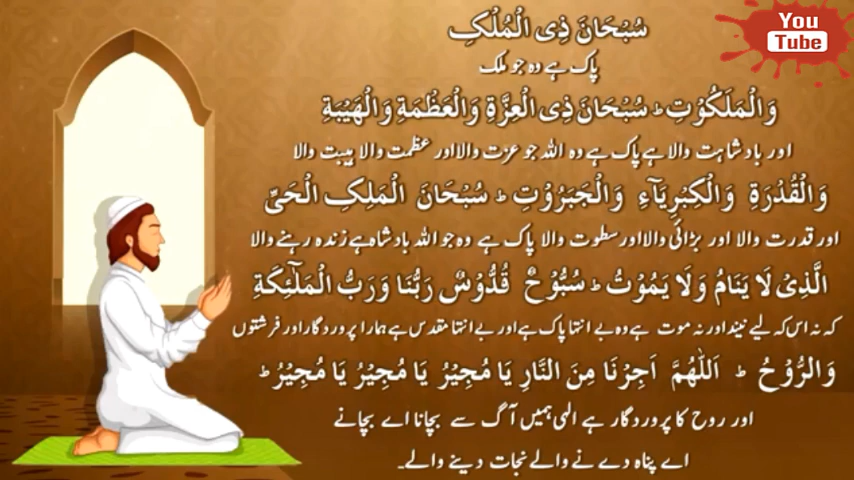 You
Tube
سُبْحَانَ ذِی الْمُلْکِ
پاک ہے وہ جو ملک
وَالْمَلَکُوْتِ ؕ سُبْحَانَ ذِی الْعِزَّةِ وَالْعَظْمَةِ وَالْهَيْبَةِ
اور بادشاہت والا ہے پاک ہے وہ اللہ جو عزت والا اور عظمت والا ہیبت والا
وَالْقُدْرَةِ وَالْکِبْرِیَآءِ وَالْجَبَرُوْتِ ؕ سُبْحَانَ الْمَلِکِ الْحَیِّ
اور قدرت والا اور بڑائی والا اور سطوت والا پاک ہے وہ جو اللہ بادشاہ ہے زندہ رہنے والا
الَّذِیْ لَا یَنَامُ وَلَا یَمُوْتُ ؕ سُبُّوْحٌ قُدُّوْسٌ رَبُّنَا وَرَبُّ الْمَلٰٓئِکَةِ
کہ نہ اس کہ لیے نیند اور نہ موت ہے وہ بے انتہا پاک ہے اور بے انتہا مقدس ہے ہمارا پروردگار اور فرشتوں
وَالرُّوْحُ ؕ اَللّٰهُمَّ اَجِرْنَا مِنَ النَّارِ یَا مُجِیْرُ یَا مُجِیْرُ یَا مُجِیْرُ ؕ
اور روح کا پروردگار ہے الہی ہمیں آگ سے بچانا اے بچانے
اے پناہ دے نے والے نجات دینے والے۔